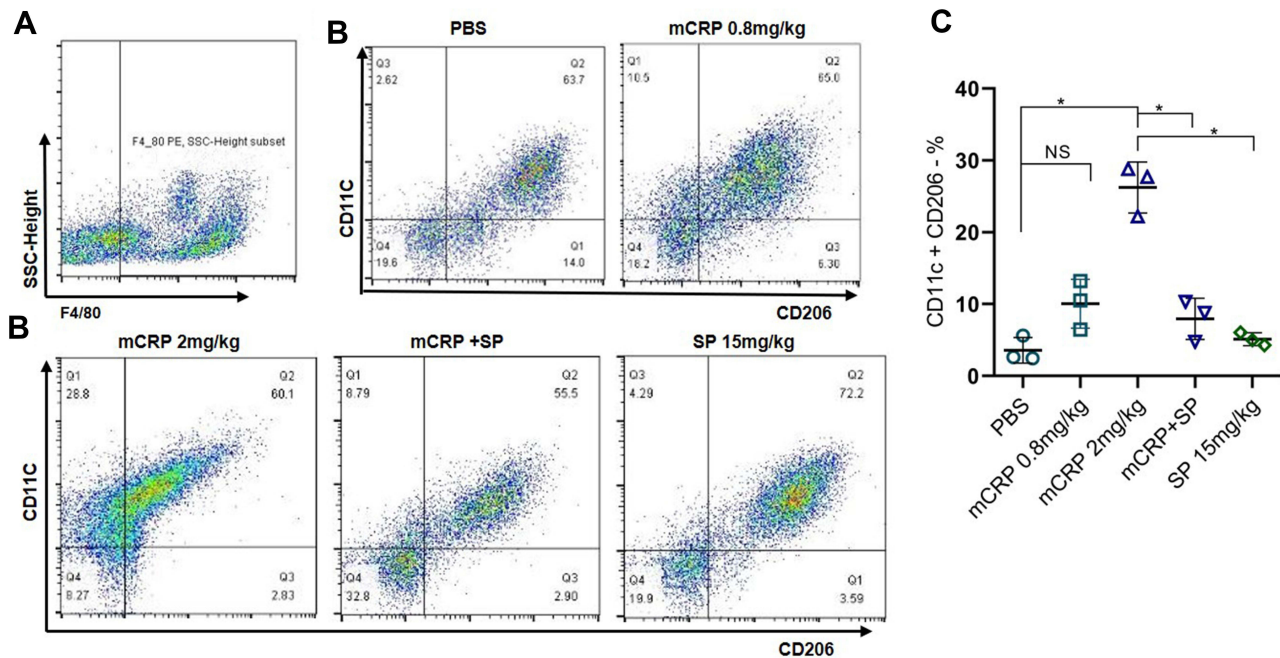 A
B
C
PBS
mCRP 0.8mg/kg
F4_80 PE, SSC-Height subset
SSC-Height
F4/80
Q3
2.62
Q2
63.7
Q4
19.6
Q1
14.0
CD11C
Q1
10.5
Q2
65.0
Q4
18.2
Q3
6.30
CD206
B
mCRP 2mg/kg
mCRP +SP
SP 15mg/kg
CD11C
Q1
28.8
Q2
60.1
Q4
8.27
Q3
2.83
Q1
8.79
Q2
55.5
Q4
32.8
Q3
2.90
Q3
4.29
Q2
72.2
Q4
19.9
Q1
3.59
CD206
CD11c + CD206 - %
40
30
20
10
0
*
*
*
NS
PBS
mCRP 0.8mg/kg
mCRP 2mg/kg
mCRP+SP
SP 15mg/kg